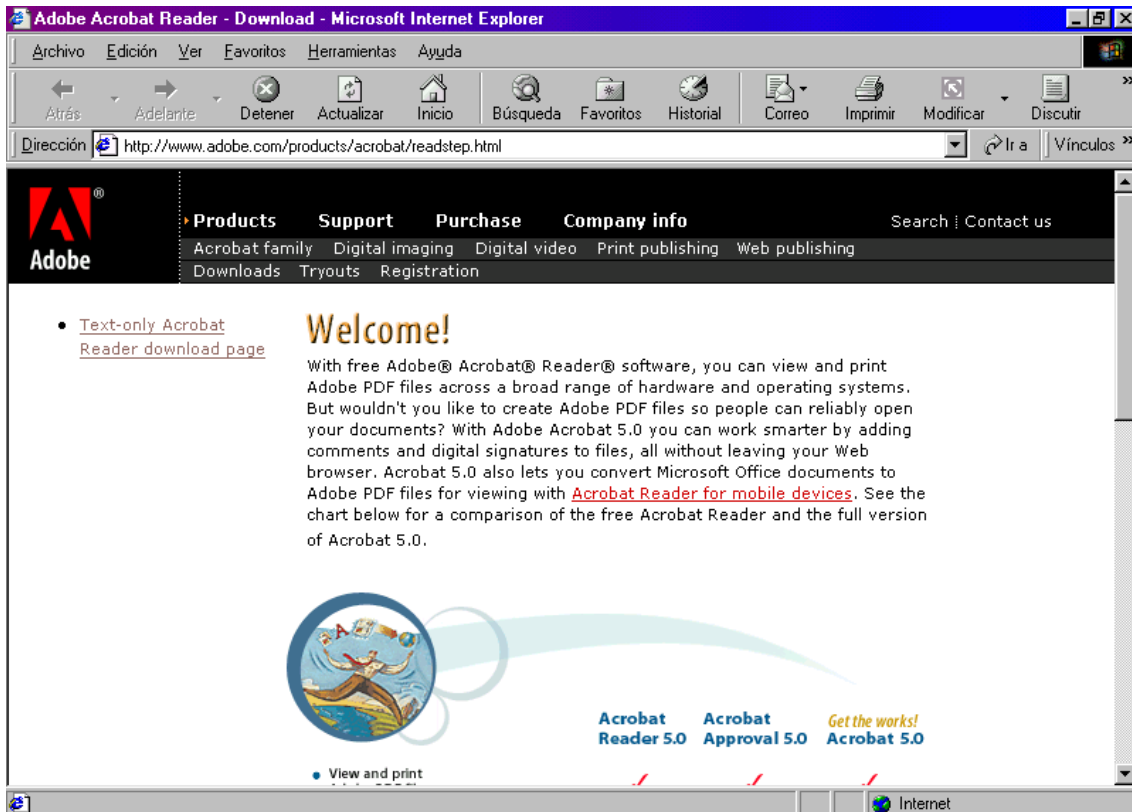 Adobe Acrobat Reader - Download - Microsoft Internet Explorer
Archivo Edición Ver Favoritos Herramientas Ayuda
Atrás Adelante Detener Actualizar Inicio Búsqueda Favoritos Historial Correo Imprimir Modificar Discutir »
Dirección http://www.adobe.com/products/acrobat/readstep.html Ir a Vínculos »
Adobe ®
Products Support Purchase Company info Search | Contact us
Acrobat family Digital imaging Digital video Print publishing Web publishing
Downloads Tryouts Registration
• Text-only Acrobat
Reader download page
Welcome!
With free Adobe® Acrobat® Reader® software, you can view and print
Adobe PDF files across a broad range of hardware and operating systems.
But wouldn't you like to create Adobe PDF files so people can reliably open
your documents? With Adobe Acrobat 5.0 you can work smarter by adding
comments and digital signatures to files, all without leaving your Web
browser. Acrobat 5.0 also lets you convert Microsoft Office documents to
Adobe PDF files for viewing with Acrobat Reader for mobile devices. See the
chart below for a comparison of the free Acrobat Reader and the full version
of Acrobat 5.0.
A
Acrobat Acrobat Get the works!
Reader 5.0 Approval 5.0 Acrobat 5.0
• View and print
Internet